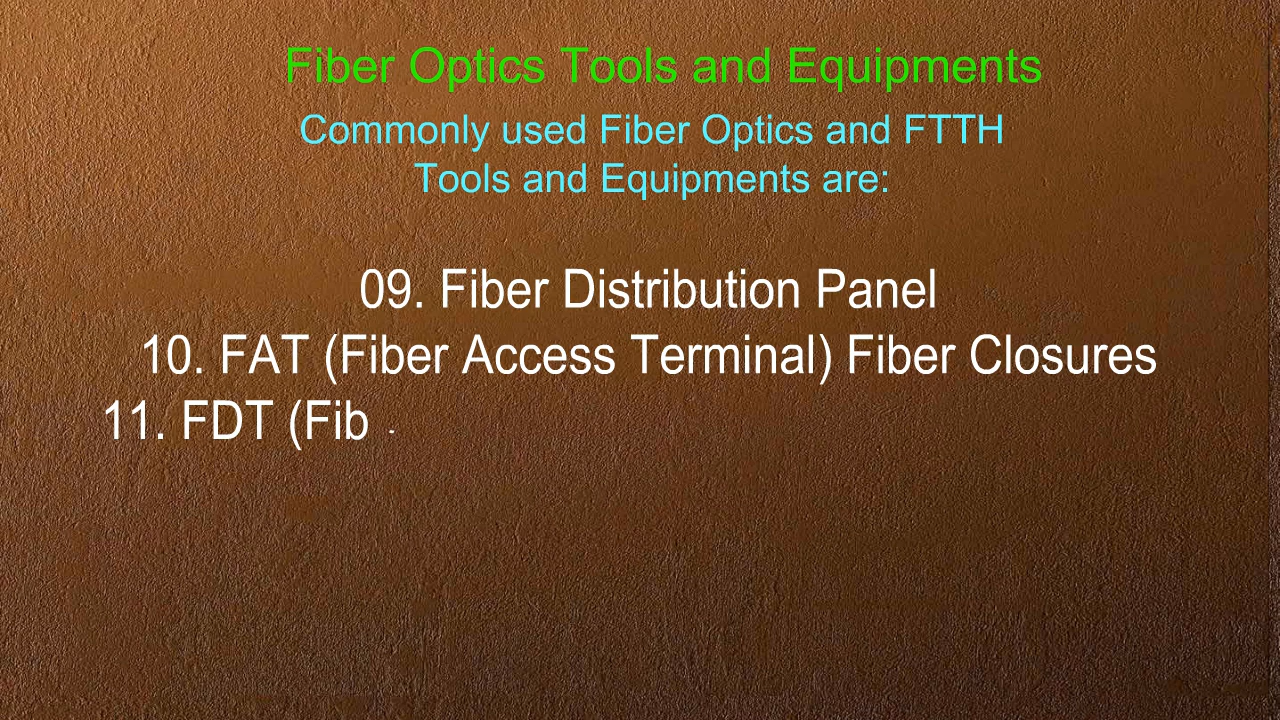 Fiber Optics Tools and Equipments
Commonly used Fiber Optics and FTTH
Tools and Equipments are:
09. Fiber Distribution Panel
10. FAT (Fiber Access Terminal) Fiber Closures
11. FDT (Fib